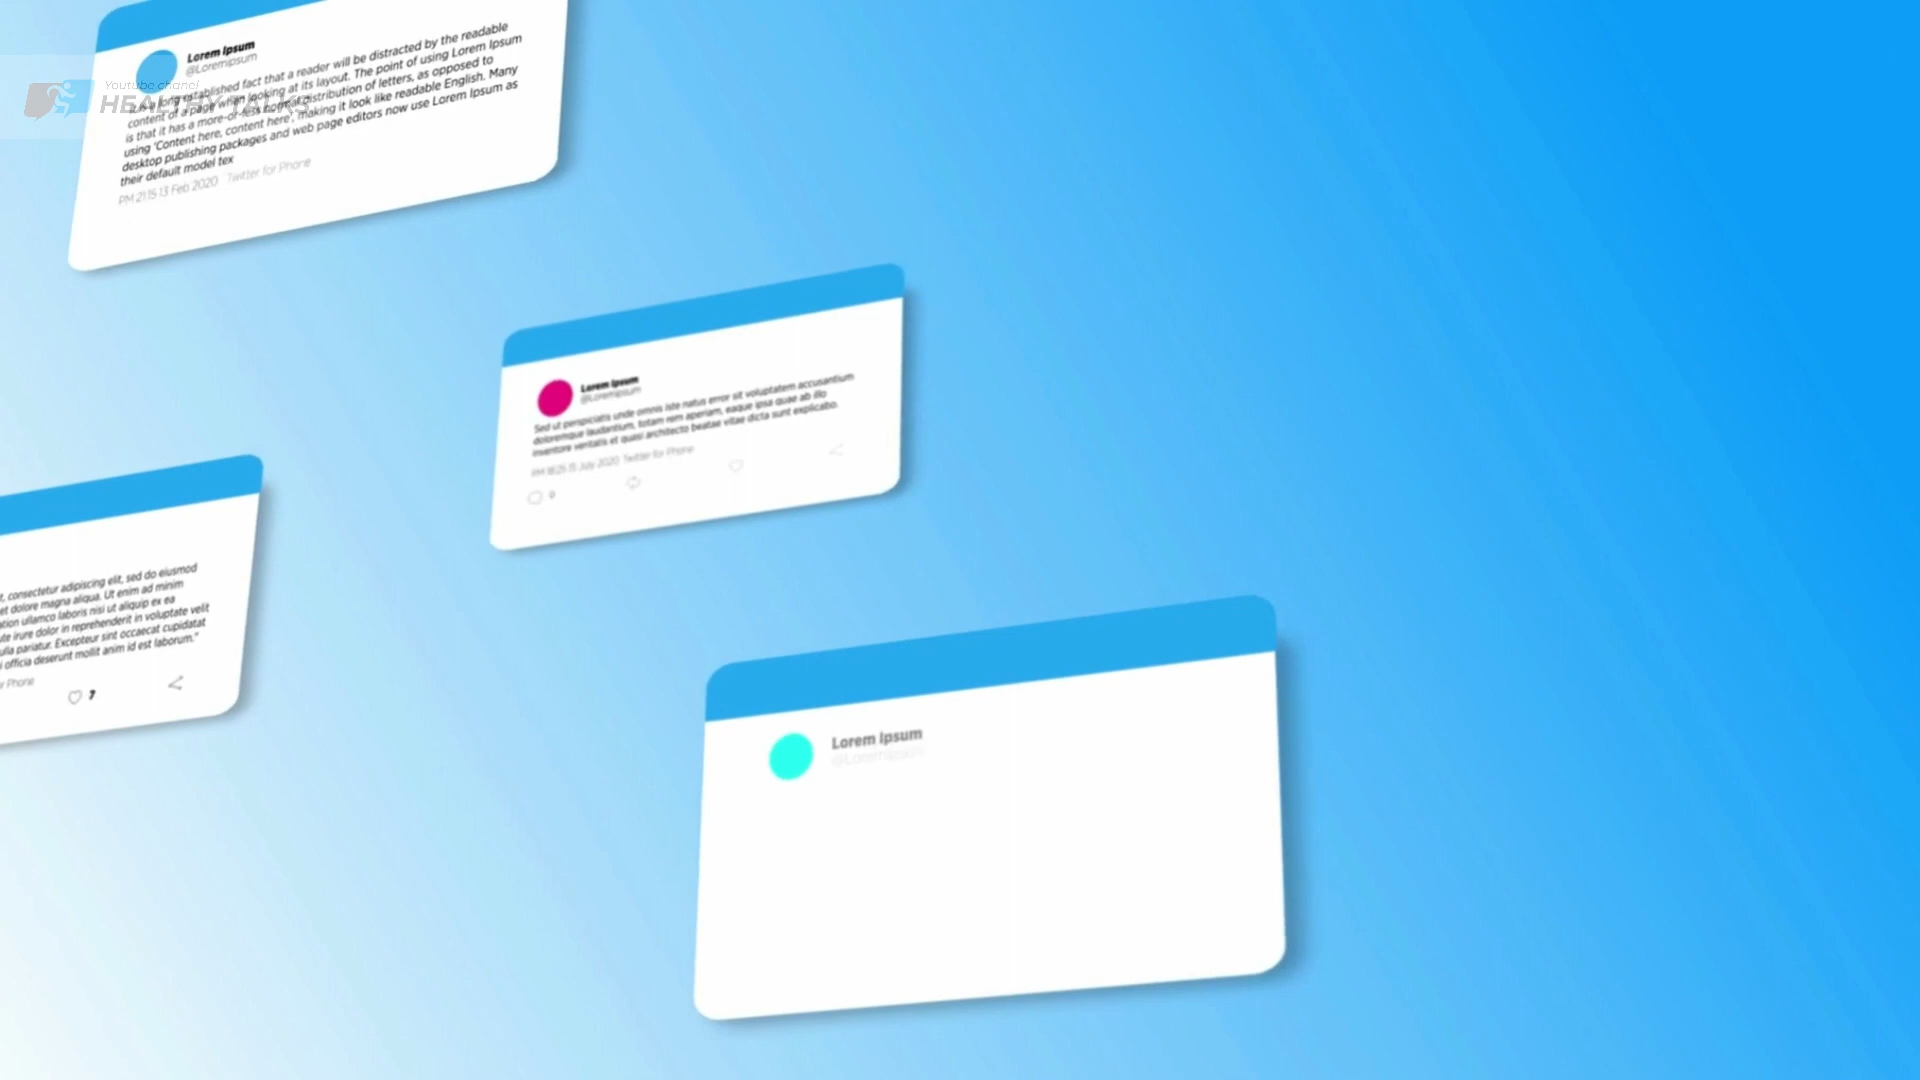 Lorem Ipsum
@Loremipsum
long established fact that a reader will be distracted by the readable
content of a page when looking at its layout. The point of using Lorem Ipsum
is that it has a more-or-less normal distribution of letters, as opposed to
using 'Content here, content here', making it look like readable English. Many
desktop publishing packages and web page editors now use Lorem Ipsum as
their default model tex
PM 21:15 13 Feb 2020 Twitter for Phone
Youtube chanel
HEALTHY TALKS
Lorem Ipsum
@Loremipsum
Sed ut perspiciatis unde omnis iste natus error sit voluptatem accusantium
doloremque laudantium, totam rem aperiam, eaque ipsa quae ab illo
inventore veritatis et quasi architecto beatae vitae dicta sunt explicabo.
PM 18:25 15 July 2020 Twitter for Phone
0
, consectetur adipiscing elit, sed do eiusmod
et dolore magna aliqua. Ut enim ad minim
ation ullamco laboris nisi ut aliquip ex ea
ute irure dolor in reprehenderit in voluptate velit
ulla pariatur. Excepteur sint occaecat cupidatat
i officia deserunt mollit anim id est laborum."
r Phone
7
Lorem Ipsum
@Loremipsum